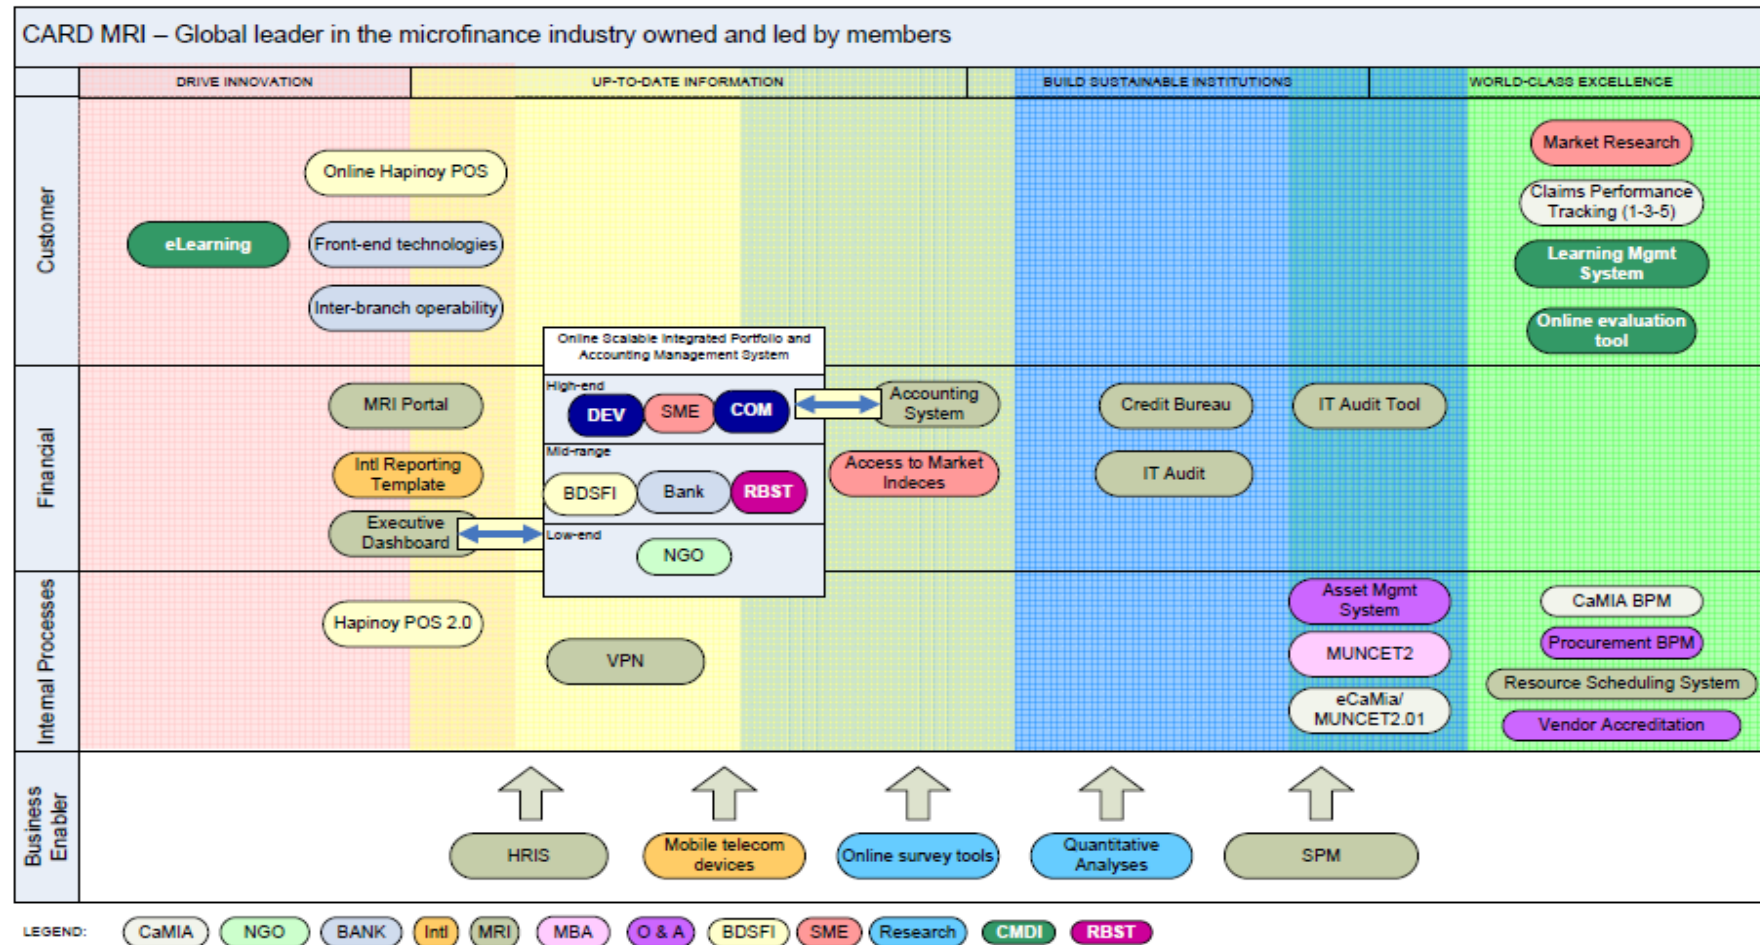 CARD MRI – Global leader in the microfinance industry owned and led by members
DRIVE INNOVATION
UP-TO-DATE INFORMATION
BUILD SUSTAINABLE INSTITUTIONS
WORLD-CLASS EXCELLENCE
Customer
Online Hapinoy POS
eLearning
Front-end technologies
Inter-branch operability
Market Research
Claims Performance
Tracking (1-3-5)
Learning Mgmt
System
Online evaluation
tool
Online Scalable Integrated Portfolio and
Accounting Management System
High-end
DEV
SME
COM
Mid-range
BDSFI
Bank
RBST
Low-end
NGO
Financial
MRI Portal
Intl Reporting
Template
Executive
Dashboard
Accounting
System
Access to Market
Indeces
Credit Bureau
IT Audit
IT Audit Tool
Internal Processes
Hapinoy POS 2.0
VPN
Asset Mgmt
System
MUNCET2
eCaMia/
MUNCET2.01
CaMIA BPM
Procurement BPM
Resource Scheduling System
Vendor Accreditation
Business
Enabler
HRIS
Mobile telecom
devices
Online survey tools
Quantitative
Analyses
SPM
LEGEND:
CaMIA
NGO
BANK
Intl
MRI
MBA
O & A
BDSFI
SME
Research
CMDI
RBST